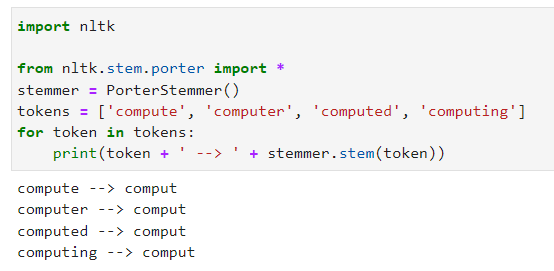 import nltk
from nltk.stem.porter import *
stemmer = PorterStemmer()
tokens = ['compute', 'computer', 'computed', 'computing']
for token in tokens:
    print(token + ' --> ' + stemmer.stem(token))
compute --> comput
computer --> comput
computed --> comput
computing --> comput